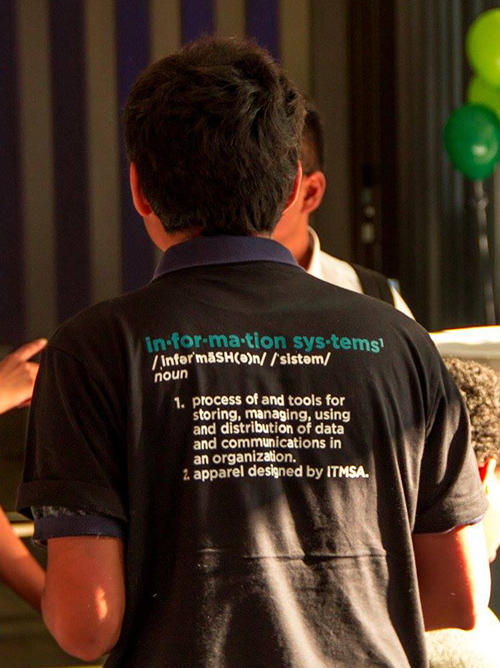 in·for·ma·tion sys·tems¹
/ˌinfərˈmāSH(ə)n/ /ˈsistəm/
noun
1. process of and tools for
storing, managing, using
and distribution of data
and communications in
an organization.
2. apparel designed by ITMSA.